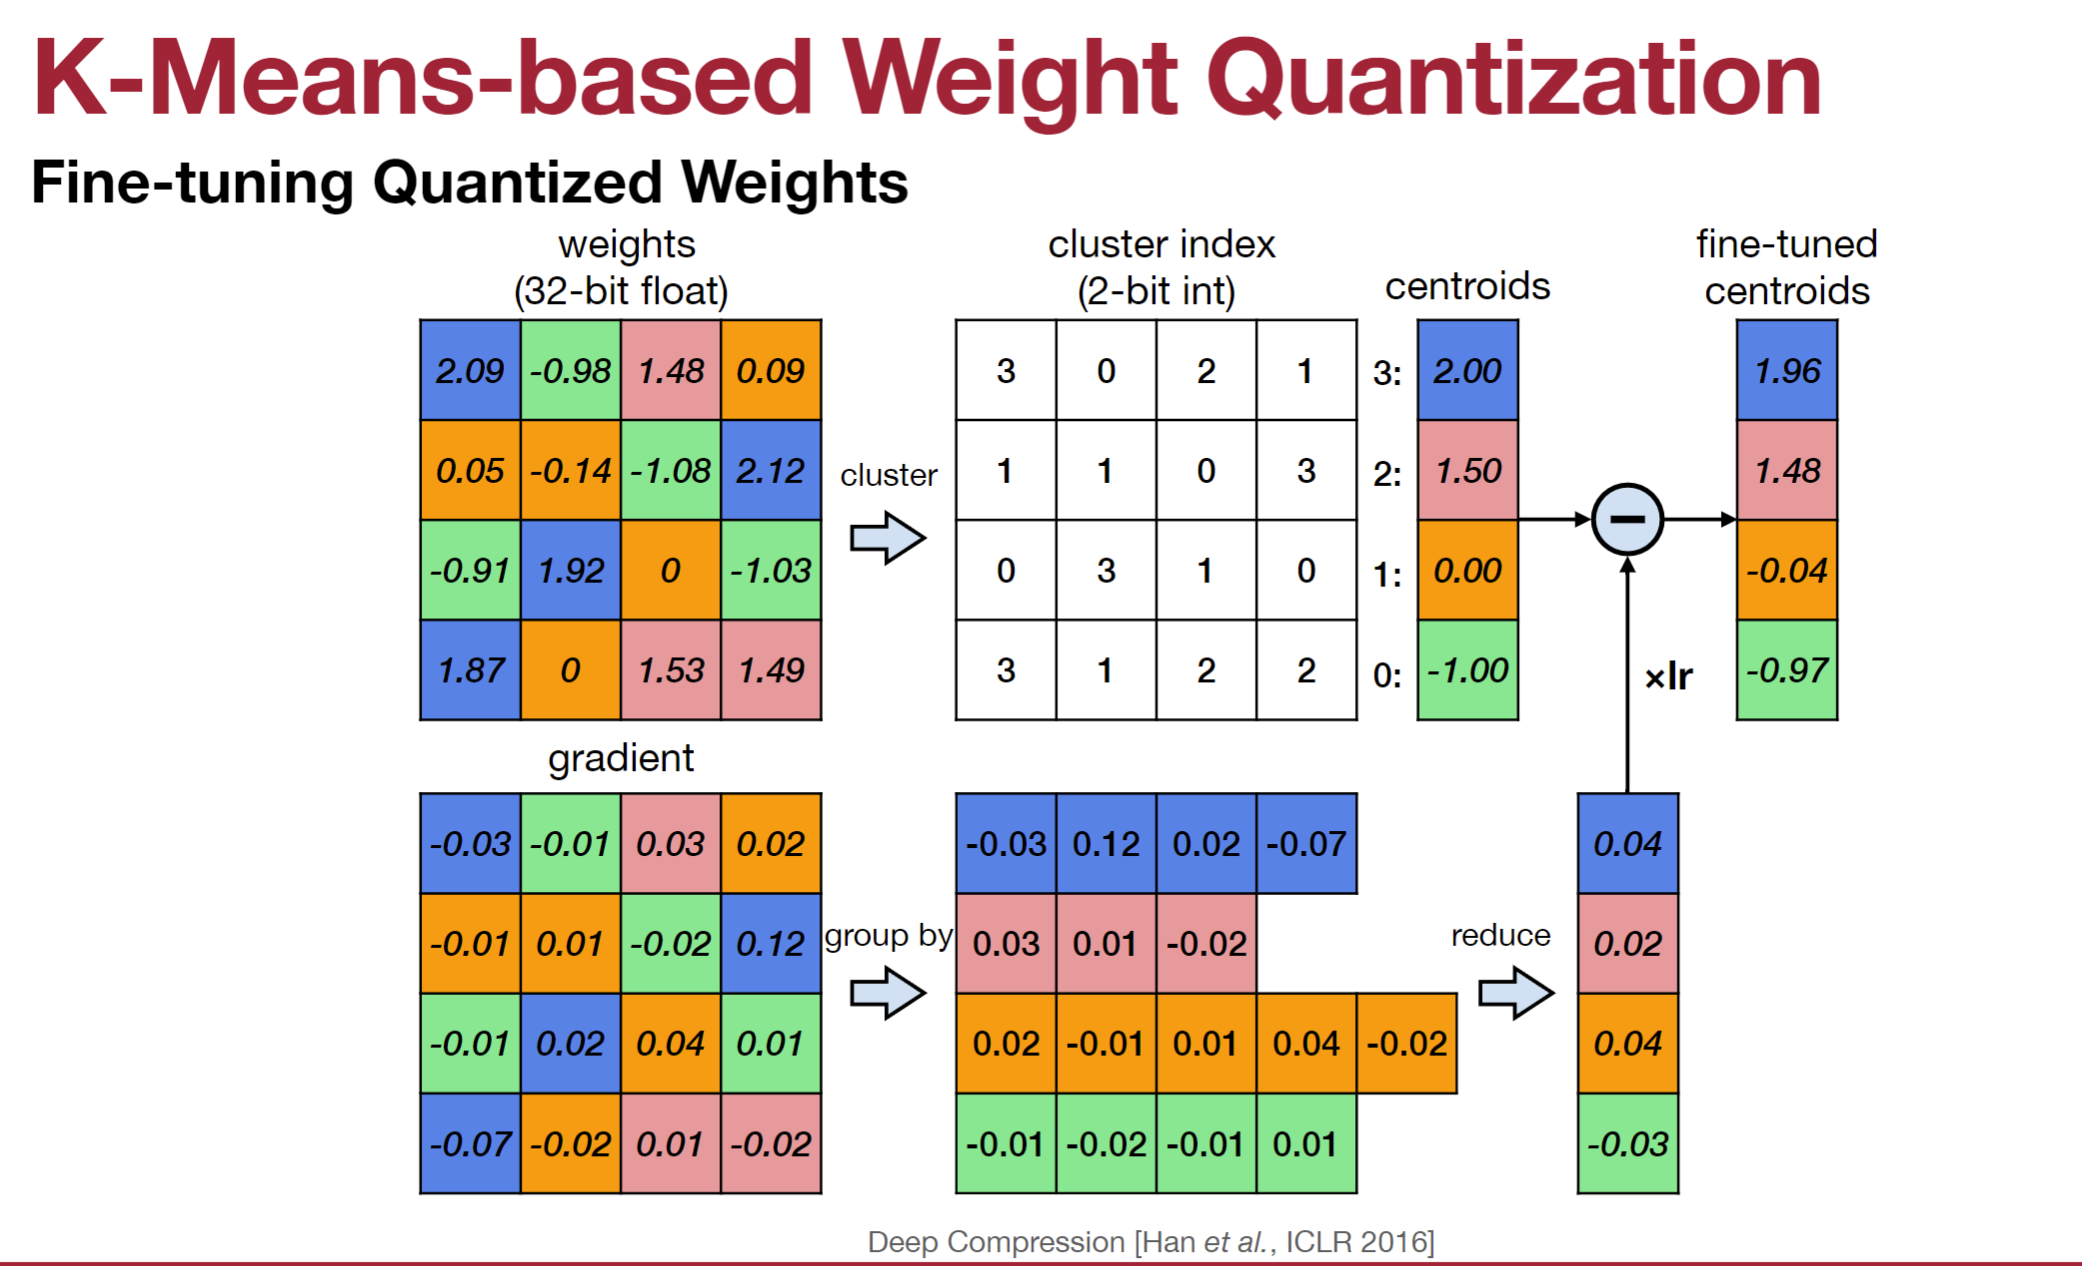 K-Means-based Weight Quantization
Fine-tuning Quantized Weights
weights
(32-bit float)
cluster index
(2-bit int)
centroids
fine-tuned
centroids
2.09 -0.98 1.48 0.09
0.05 -0.14 -1.08 2.12
-0.91 1.92 0 -1.03
1.87 0 1.53 1.49
cluster
3 0 2 1
1 1 0 3
0 3 1 0
3 1 2 2
3: 2.00
2: 1.50
1: 0.00
0: -1.00
×lr
1.96
1.48
-0.04
-0.97
gradient
-0.03 -0.01 0.03 0.02
-0.01 0.01 -0.02 0.12
-0.01 0.02 0.04 0.01
-0.07 -0.02 0.01 -0.02
group by
-0.03 0.12 0.02 -0.07
0.03 0.01 -0.02
0.02 -0.01 0.01 0.04 -0.02
-0.01 -0.02 -0.01 0.01
reduce
0.04
0.02
0.04
-0.03
Deep Compression [Han et al., ICLR 2016]